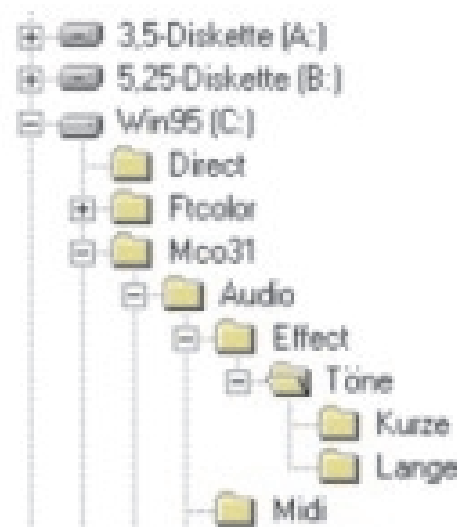 3,5-Diskette (A:)
5,25-Diskette (B:)
Win95 (C:)
Direct
Ftcolor
Mco31
Audio
Effect
Töne
Kurze
Lange
Midi